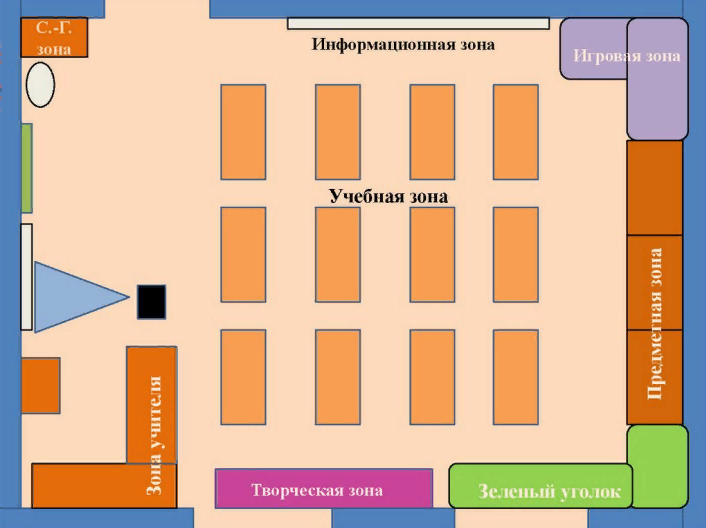 С.-Г.
зона
Информационная зона
Игровая зона
Учебная зона
Предметная зона
Зона учителя
Творческая зона
Зеленый уголок